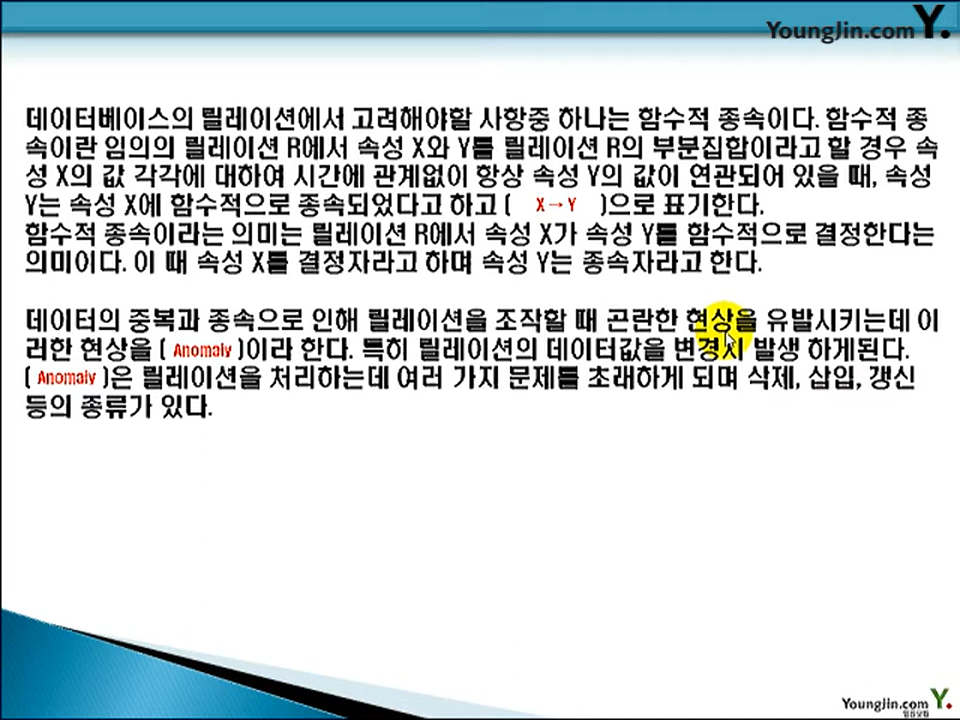 YoungJin.com Y.
데이터베이스의 릴레이션에서 고려해야할 사항중 하나는 함수적 종속이다. 함수적 종
속이란 임의의 릴레이션 R에서 속성 X와 Y를 릴레이션 R의 부분집합이라고 할 경우 속
성 X의 값 각각에 대하여 시간에 관계없이 항상 속성 Y의 값이 연관되어 있을 때, 속성
Y는 속성 X에 함수적으로 종속되었다고 하고 ( X→Y )으로 표기한다.
함수적 종속이라는 의미는 릴레이션 R에서 속성 X가 속성 Y를 함수적으로 결정한다는
의미이다. 이 때 속성 X를 결정자라고 하며 속성 Y는 종속자라고 한다.
데이터의 중복과 종속으로 인해 릴레이션을 조작할 때 곤란한 현상을 유발시키는데 이
러한 현상을 ( Anomaly )이라 한다. 특히 릴레이션의 데이터값을 변경시 발생 하게된다.
( Anomaly )은 릴레이션을 처리하는데 여러 가지 문제를 초래하게 되며 삭제, 삽입, 갱신
등의 종류가 있다.
YoungJin.com Y.